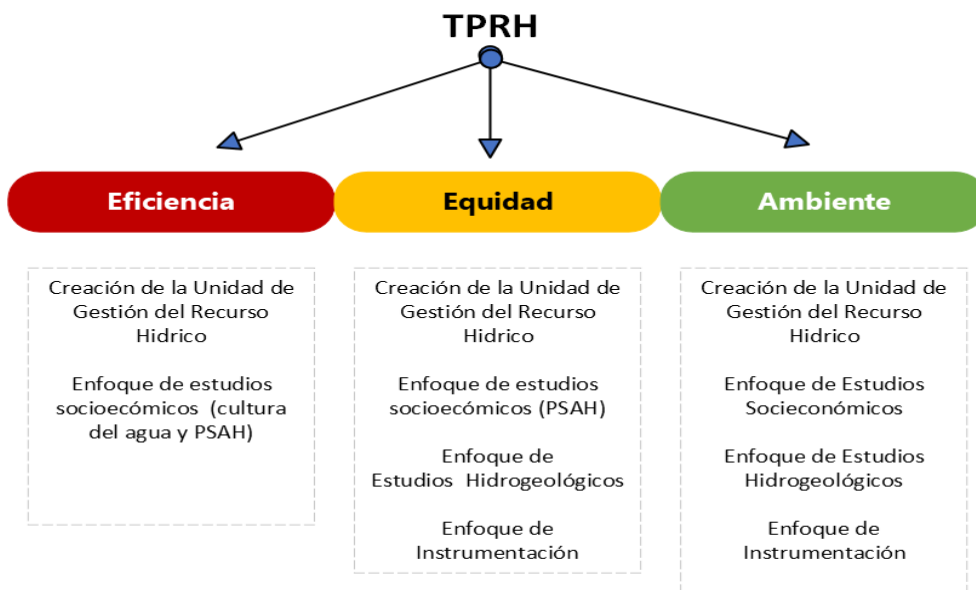 TPRH
Eficiencia
Equidad
Ambiente
Creación de la Unidad de
Gestión del Recurso
Hidrico
Enfoque de estudios
socioecómicos (cultura
del agua y PSAH)
Creación de la Unidad de
Gestión del Recurso
Hidrico
Enfoque de estudios
socioecómicos (PSAH)
Enfoque de
Estudios Hidrogeológicos
Enfoque de
Instrumentación
Creación de la Unidad de
Gestión del Recurso
Hidrico
Enfoque de Estudios
Socieconómicos
Enfoque de Estudios
Hidrogeológicos
Enfoque de
Instrumentación